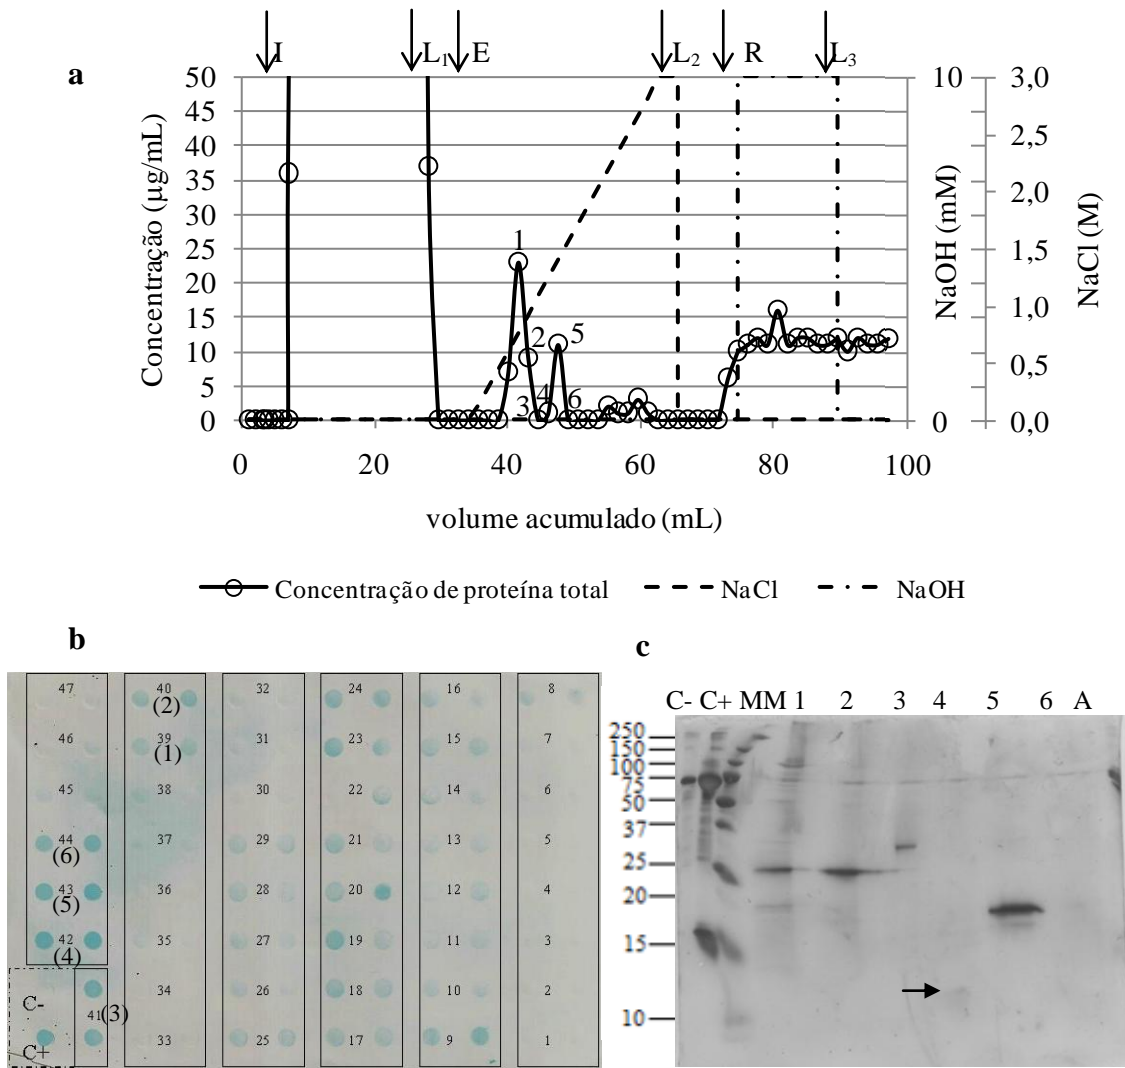 I L₁ E L₂ R L₃
a
50 10 3,0
45
40 2,5
35
30 2,0
25 1,5
20
15 1,0
10 0,5
5
0 0 0,0
Concentração (µg/mL)
NaOH (mM)
NaCl (M)
1
2
3
4
5
6
0 20 40 60 80 100
volume acumulado (mL)
Concentração de proteína total NaCl NaOH
b
47 40 32 24 16 8
(2)
46 39 31 23 15 7
(1)
45 38 30 22 14 6
44 37 29 21 13 5
(6)
43 36 28 20 12 4
(5)
42 35 27 19 11 3
(4)
C- 34 26 18 10 2
41 (3)
C+ 33 25 17 9 1
c
C- C+ MM 1 2 3 4 5 6 A
250
150
100
75
50
37
25
20
15
10